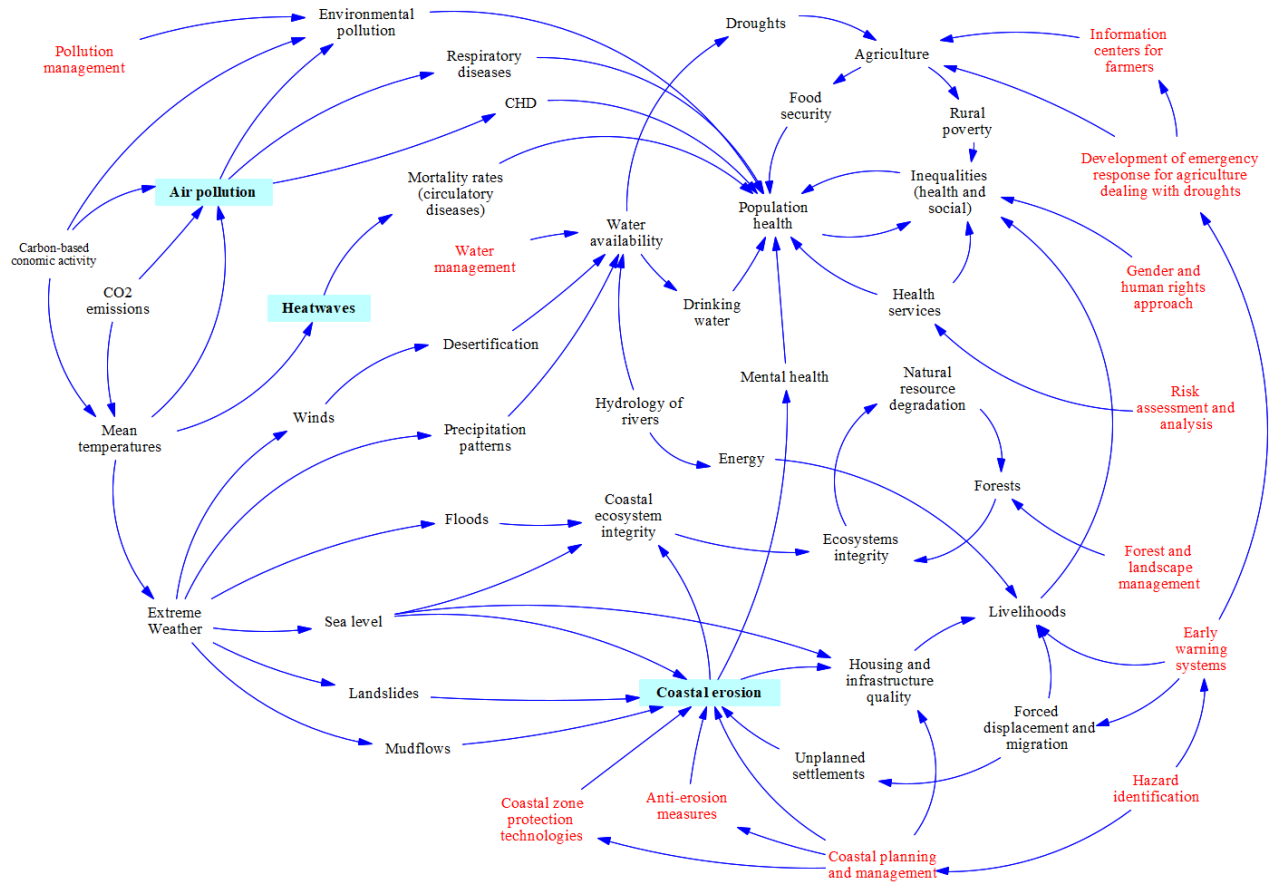 Environmental
pollution
Droughts
Pollution
management
Respiratory
diseases
Agriculture
Information
centers for
farmers
CHD
Food
security
Rural
poverty
Air pollution
Mortality rates
(circulatory
diseases)
Inequalities
(health and
social)
Development of emergency
response for agriculture
dealing with droughts
Population
health
Water
availability
Carbon-based
conomic activity
Water
management
Gender and
human rights
approach
CO2
emissions
Heatwaves
Drinking
water
Health
services
Desertification
Mental health
Natural
resource
degradation
Risk
assessment and
analysis
Mean
temperatures
Winds
Precipitation
patterns
Hydrology of
rivers
Energy
Forests
Floods
Coastal
ecosystem
integrity
Ecosystems
integrity
Forest and
landscape
management
Extreme
Weather
Sea level
Livelihoods
Early
warning
systems
Landslides
Coastal erosion
Housing and
infrastructure
quality
Forced
displacement and
migration
Mudflows
Unplanned
settlements
Hazard
identification
Coastal zone
protection
technologies
Anti-erosion
measures
Coastal planning
and management